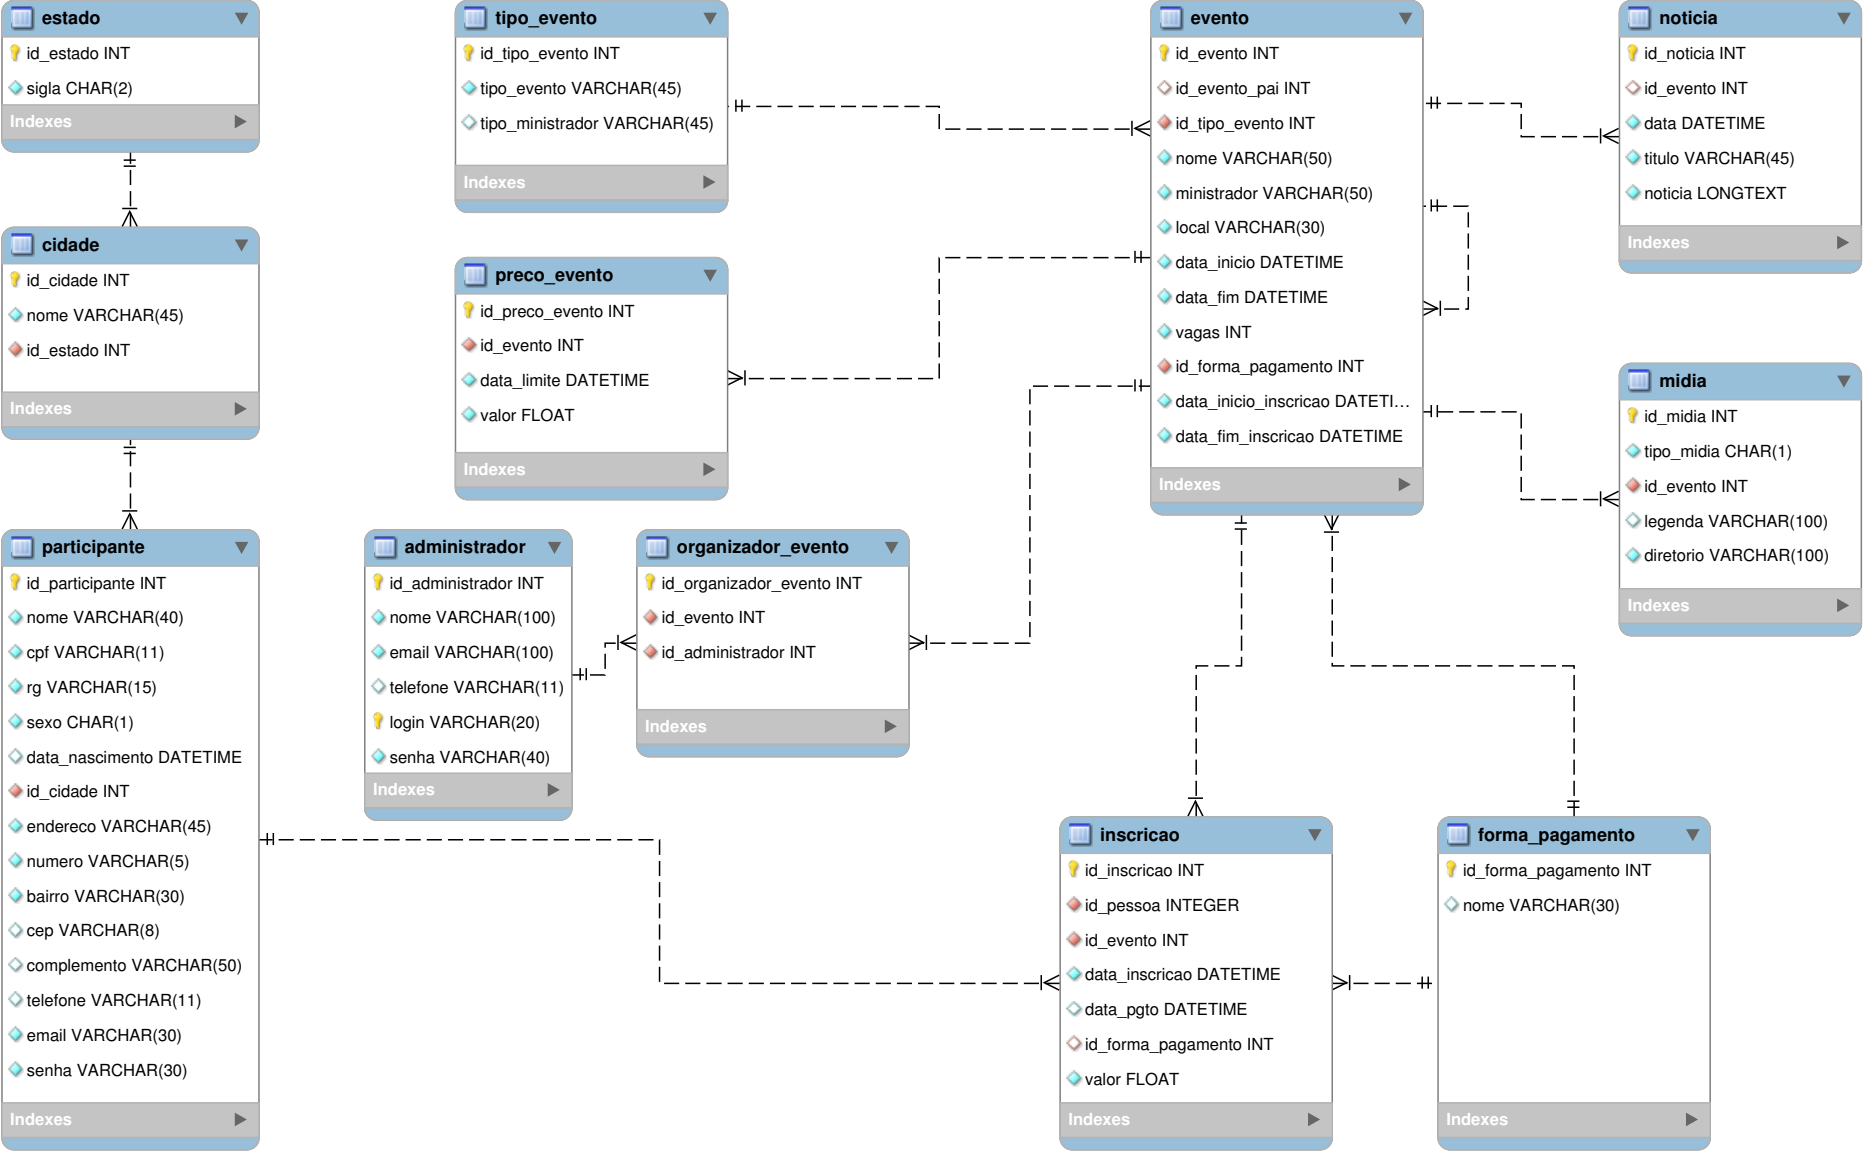 estado
id_estado INT
sigla CHAR(2)
Indexes
cidade
id_cidade INT
nome VARCHAR(45)
id_estado INT
Indexes
participante
id_participante INT
nome VARCHAR(40)
cpf VARCHAR(11)
rg VARCHAR(15)
sexo CHAR(1)
data_nascimento DATETIME
id_cidade INT
endereco VARCHAR(45)
numero VARCHAR(5)
bairro VARCHAR(30)
cep VARCHAR(8)
complemento VARCHAR(50)
telefone VARCHAR(11)
email VARCHAR(30)
senha VARCHAR(30)
Indexes
tipo_evento
id_tipo_evento INT
tipo_evento VARCHAR(45)
tipo_ministrador VARCHAR(45)
Indexes
preco_evento
id_preco_evento INT
id_evento INT
data_limite DATETIME
valor FLOAT
Indexes
administrador
id_administrador INT
nome VARCHAR(100)
email VARCHAR(100)
telefone VARCHAR(11)
login VARCHAR(20)
senha VARCHAR(40)
Indexes
organizador_evento
id_organizador_evento INT
id_evento INT
id_administrador INT
Indexes
evento
id_evento INT
id_evento_pai INT
id_tipo_evento INT
nome VARCHAR(50)
ministrador VARCHAR(50)
local VARCHAR(30)
data_inicio DATETIME
data_fim DATETIME
vagas INT
id_forma_pagamento INT
data_inicio_inscricao DATETI...
data_fim_inscricao DATETIME
Indexes
noticia
id_noticia INT
id_evento INT
data DATETIME
titulo VARCHAR(45)
noticia LONGTEXT
Indexes
midia
id_midia INT
tipo_midia CHAR(1)
id_evento INT
legenda VARCHAR(100)
diretorio VARCHAR(100)
Indexes
inscricao
id_inscricao INT
id_pessoa INTEGER
id_evento INT
data_inscricao DATETIME
data_pgto DATETIME
id_forma_pagamento INT
valor FLOAT
Indexes
forma_pagamento
id_forma_pagamento INT
nome VARCHAR(30)
Indexes